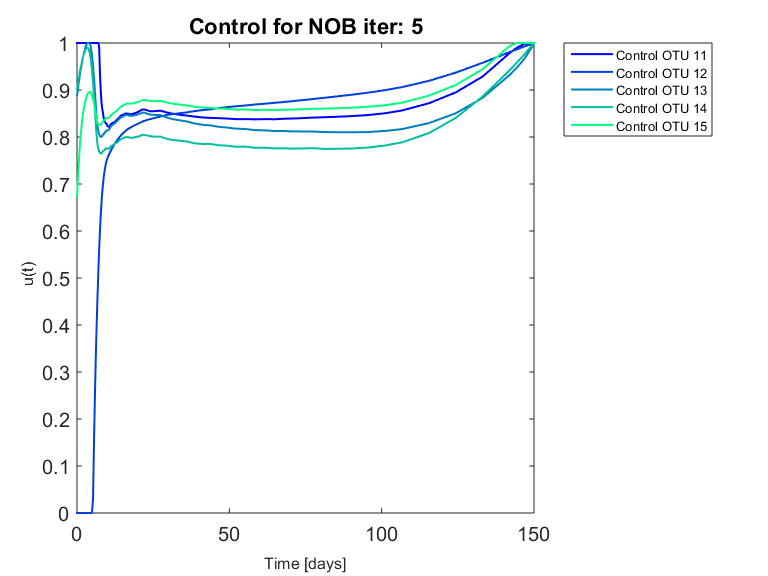 Control for NOB iter: 5
1
0.9
0.8
0.7
0.6
0.5
0.4
0.3
0.2
0.1
0
u(t)
0 50 100 150
Time [days]
Control OTU 11
Control OTU 12
Control OTU 13
Control OTU 14
Control OTU 15